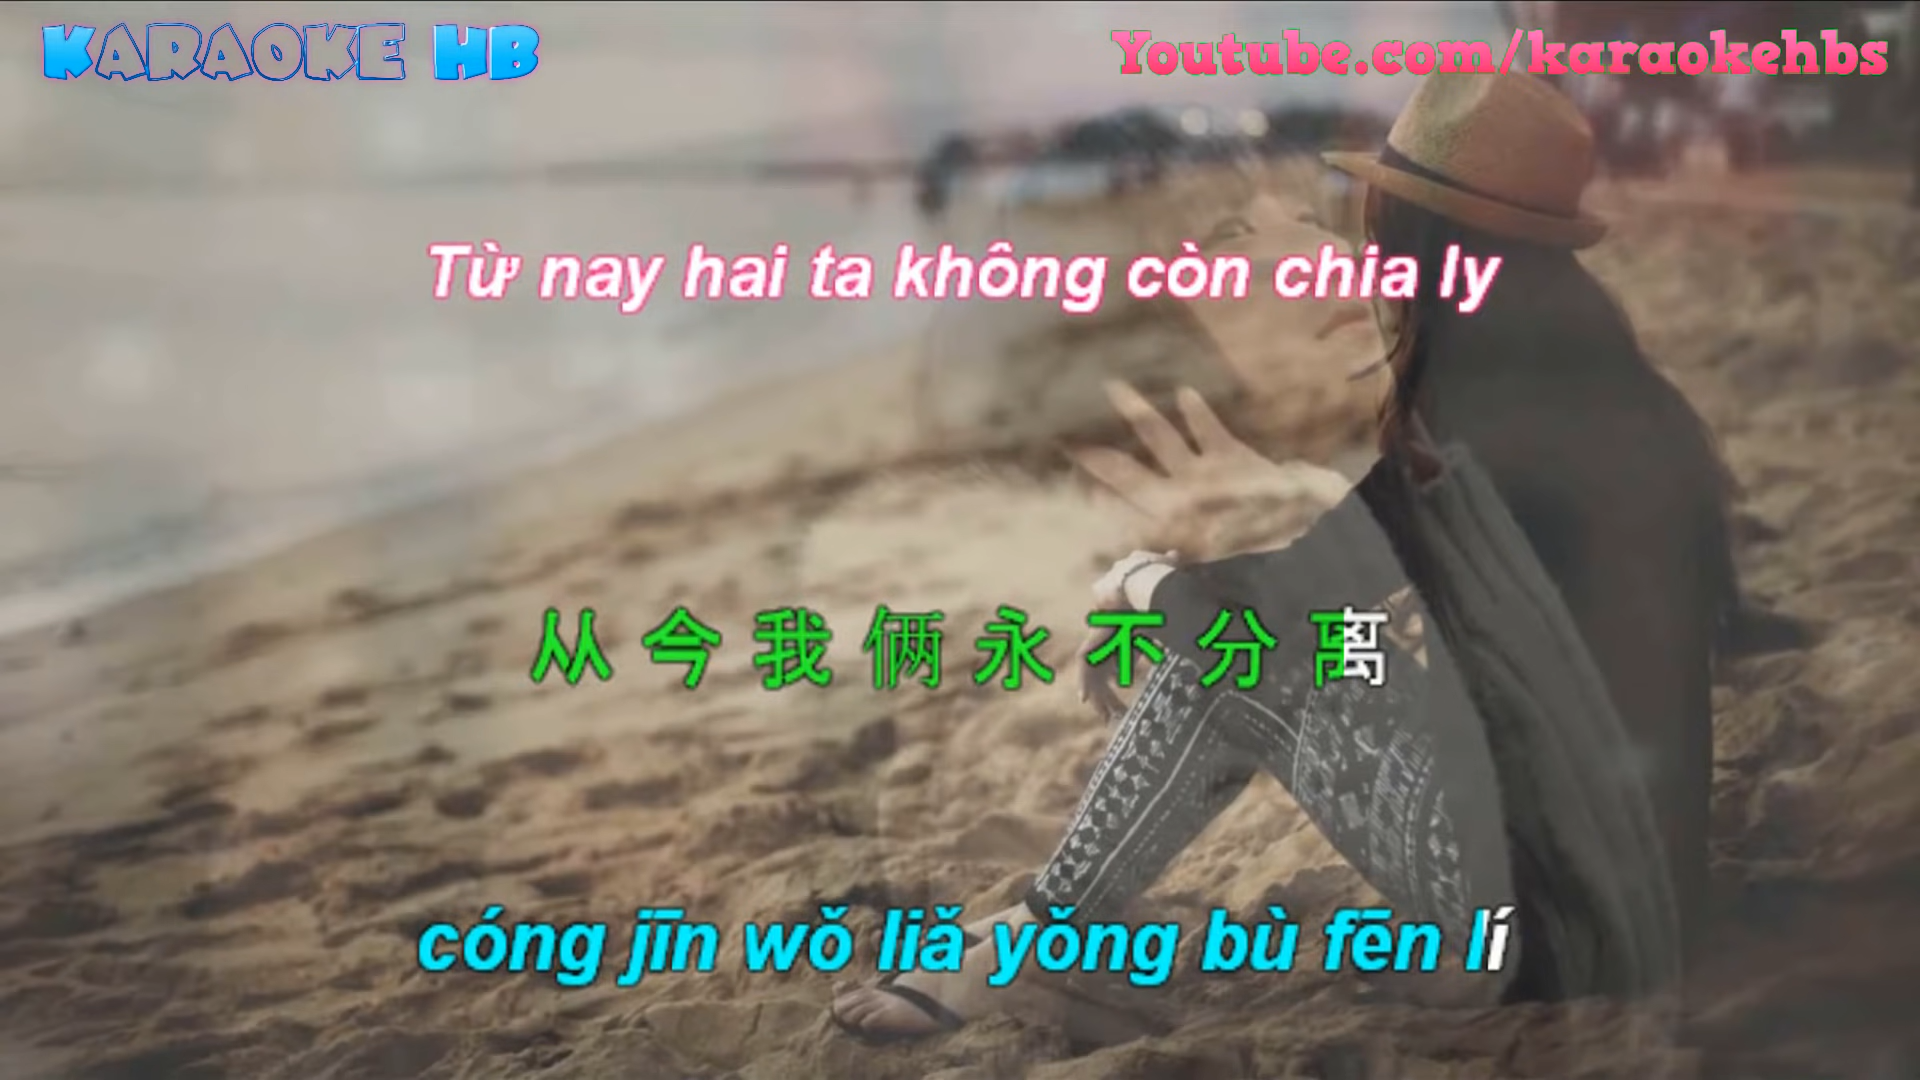 KARAOKE HB
Youtube.com/karaokehbs
Từ nay hai ta không còn chia ly
从今我俩永不分离
cóng jīn wǒ liǎ yǒng bù fēn lí